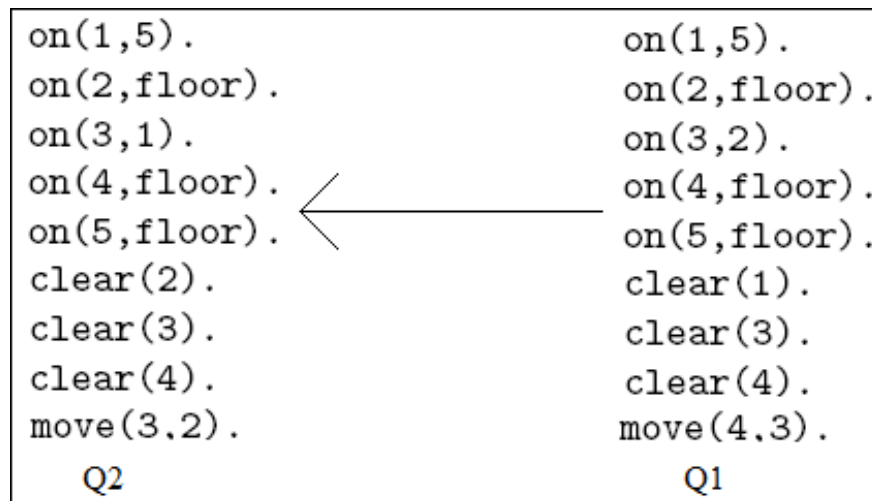 on(1,5).
on(2,floor).
on(3,1).
on(4,floor).
on(5,floor).
clear(2).
clear(3).
clear(4).
move(3.2).
Q2
on(1,5).
on(2,floor).
on(3,2).
on(4,floor).
on(5,floor).
clear(1).
clear(3).
clear(4).
move(4.3).
Q1